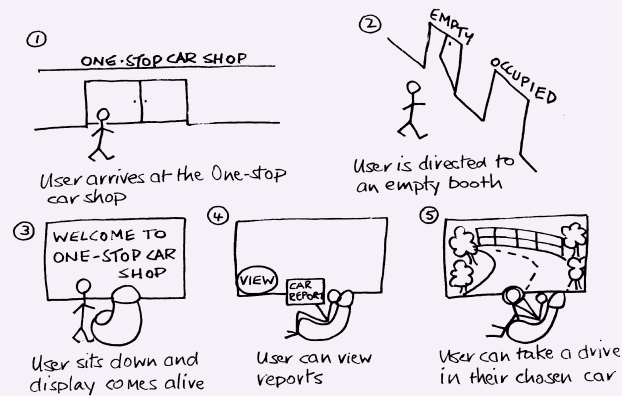 ①
ONE-STOP CAR SHOP
User arrives at the One-stop
car shop
②
EMPTY
OCCUPIED
User is directed to
an empty booth
③
WELCOME TO
ONE-STOP CAR
SHOP
User sits down and
display comes alive
④
VIEW
CAR
REPORT
User can view
reports
⑤
User can take a drive
in their chosen car